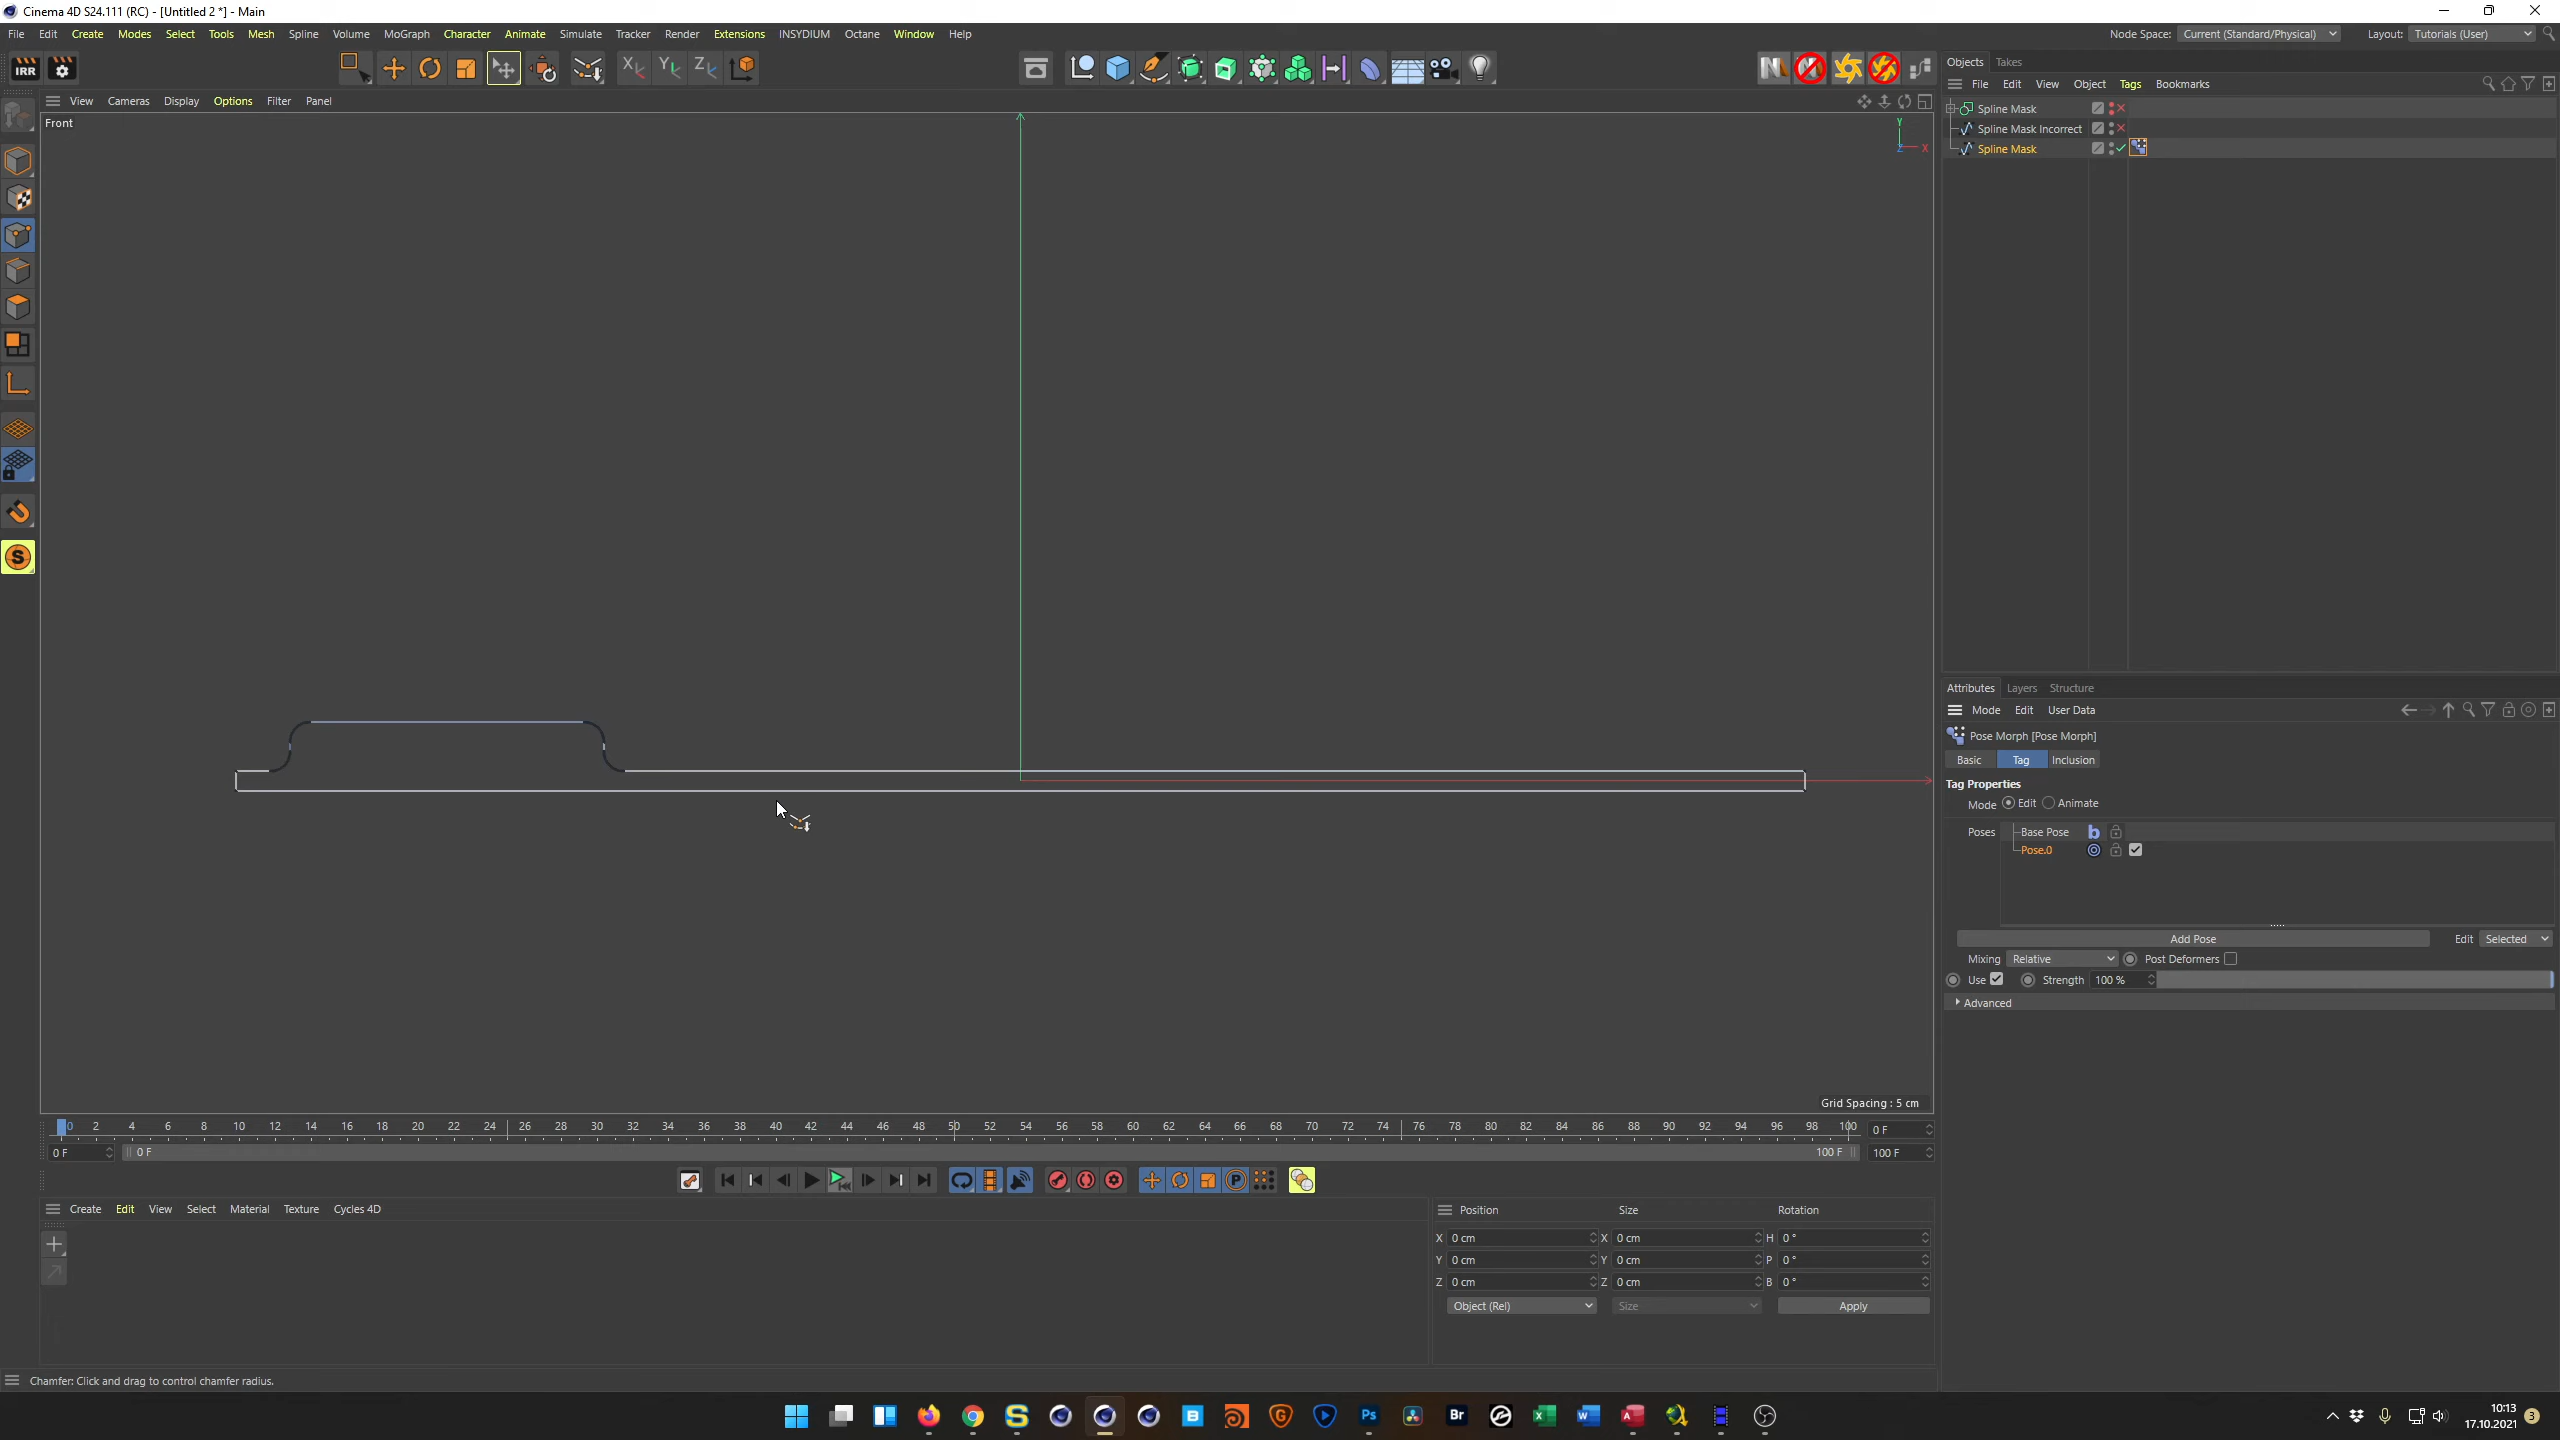 Cinema 4D S24.111 (RC) - [Untitled 2 *] - Main
File Edit Create Modes Select Tools Mesh Spline Volume MoGraph Character Animate Simulate Tracker Render Extensions INSYDIUM Octane Window Help
Node Space: Current (Standard/Physical) Layout: Tutorials (User)
IRR X Y Z
Objects Takes
File Edit View Object Tags Bookmarks
View Cameras Display Options Filter Panel
Front
Y
Z X
Spline Mask
Spline Mask Incorrect
Spline Mask
S
Attributes Layers Structure
Mode Edit User Data
Pose Morph [Pose Morph]
Basic Tag Inclusion
Tag Properties
Mode Edit Animate
Poses Base Pose b
Pose.0
Add Pose Edit Selected
Mixing Relative Post Deformers
Use Strength 100 %
Advanced
Grid Spacing : 5 cm
0 2 4 6 8 10 12 14 16 18 20 22 24 26 28 30 32 34 36 38 40 42 44 46 48 50 52 54 56 58 60 62 64 66 68 70 72 74 76 78 80 82 84 86 88 90 92 94 96 98 100 0 F
0 F 0 F 100 F 100 F
P
Create Edit View Select Material Texture Cycles 4D
Position Size Rotation
X 0 cm X 0 cm H 0 °
Y 0 cm Y 0 cm P 0 °
Z 0 cm Z 0 cm B 0 °
Object (Rel) Size Apply
Chamfer: Click and drag to control chamfer radius.
S B G Ps Br X W A
10:13
17.10.2021 3